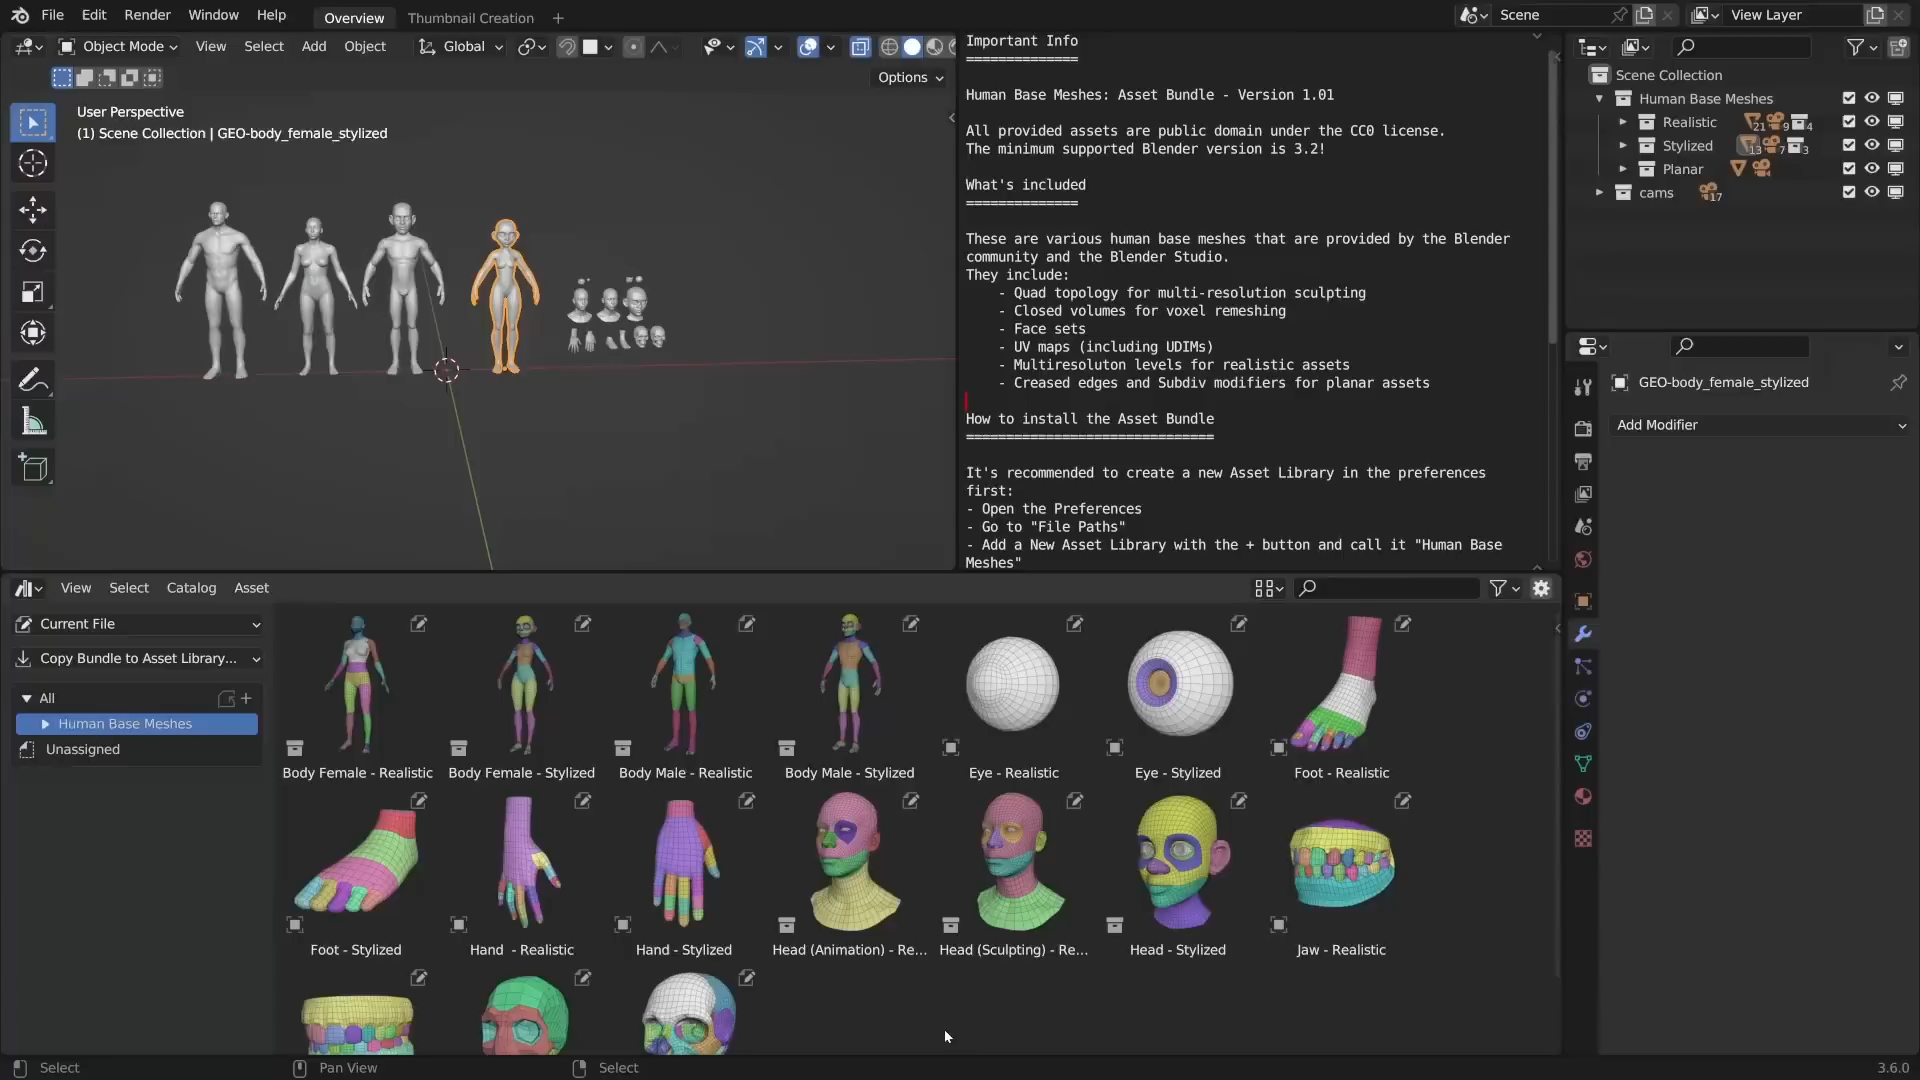 File Edit Render Window Help Overview Thumbnail Creation + Scene View Layer
Object Mode View Select Add Object Global
Options
User Perspective
(1) Scene Collection | GEO-body_female_stylized
Important Info
==============
Human Base Meshes: Asset Bundle - Version 1.01
All provided assets are public domain under the CC0 license.
The minimum supported Blender version is 3.2!
What's included
==============
These are various human base meshes that are provided by the Blender
community and the Blender Studio.
They include:
- Quad topology for multi-resolution sculpting
- Closed volumes for voxel remeshing
- Face sets
- UV maps (including UDIMs)
- Multiresoluton levels for realistic assets
- Creased edges and Subdiv modifiers for planar assets
How to install the Asset Bundle
===============================
It's recommended to create a new Asset Library in the preferences
first:
- Open the Preferences
- Go to "File Paths"
- Add a New Asset Library with the + button and call it "Human Base
Meshes"
Scene Collection
Human Base Meshes
Realistic 21 9 4
Stylized 13 7 3
Planar
cams 17
GEO-body_female_stylized
Add Modifier
View Select Catalog Asset
Current File
Copy Bundle to Asset Library...
All
Human Base Meshes
Unassigned
Body Female - Realistic Body Female - Stylized Body Male - Realistic Body Male - Stylized Eye - Realistic Eye - Stylized Foot - Realistic
Foot - Stylized Hand - Realistic Hand - Stylized Head (Animation) - Re... Head (Sculpting) - Re... Head - Stylized Jaw - Realistic
Select Pan View Select 3.6.0